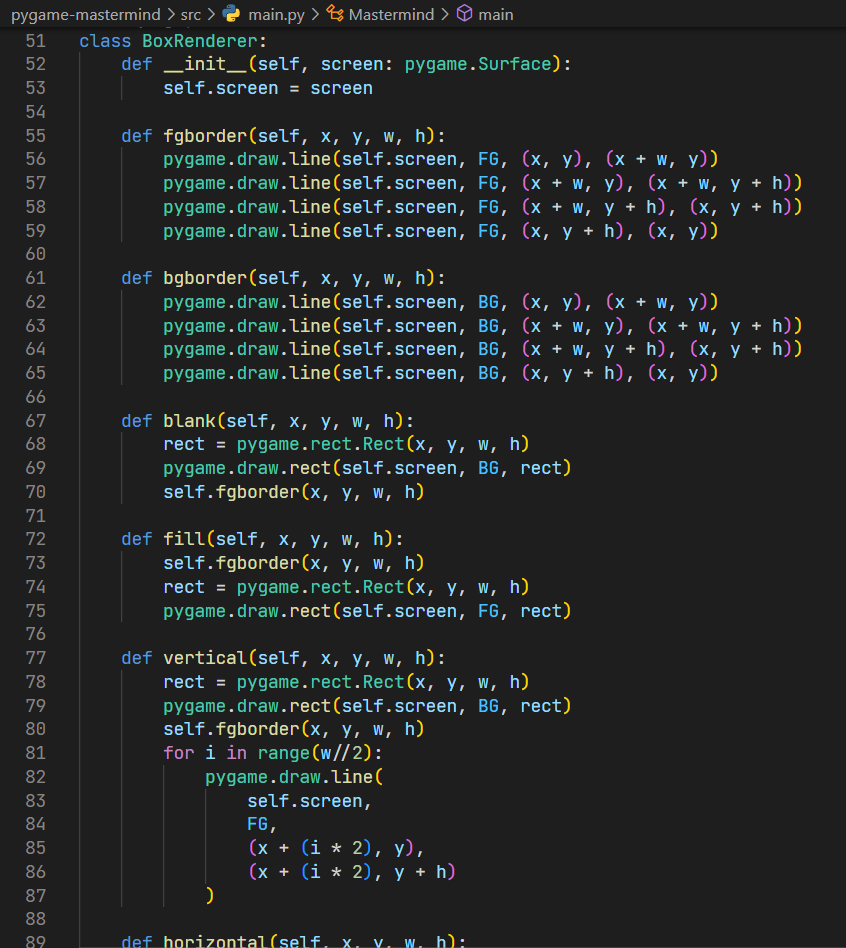 pygame-mastermind > src > main.py > Mastermind > main
51 class BoxRenderer:
52     def __init__(self, screen: pygame.Surface):
53         self.screen = screen
54
55     def fgborder(self, x, y, w, h):
56         pygame.draw.line(self.screen, FG, (x, y), (x + w, y))
57         pygame.draw.line(self.screen, FG, (x + w, y), (x + w, y + h))
58         pygame.draw.line(self.screen, FG, (x + w, y + h), (x, y + h))
59         pygame.draw.line(self.screen, FG, (x, y + h), (x, y))
60
61     def bgborder(self, x, y, w, h):
62         pygame.draw.line(self.screen, BG, (x, y), (x + w, y))
63         pygame.draw.line(self.screen, BG, (x + w, y), (x + w, y + h))
64         pygame.draw.line(self.screen, BG, (x + w, y + h), (x, y + h))
65         pygame.draw.line(self.screen, BG, (x, y + h), (x, y))
66
67     def blank(self, x, y, w, h):
68         rect = pygame.rect.Rect(x, y, w, h)
69         pygame.draw.rect(self.screen, BG, rect)
70         self.fgborder(x, y, w, h)
71
72     def fill(self, x, y, w, h):
73         self.fgborder(x, y, w, h)
74         rect = pygame.rect.Rect(x, y, w, h)
75         pygame.draw.rect(self.screen, FG, rect)
76
77     def vertical(self, x, y, w, h):
78         rect = pygame.rect.Rect(x, y, w, h)
79         pygame.draw.rect(self.screen, BG, rect)
80         self.fgborder(x, y, w, h)
81         for i in range(w//2):
82             pygame.draw.line(
83                 self.screen,
84                 FG,
85                 (x + (i * 2), y),
86                 (x + (i * 2), y + h)
87             )
88
89     def horizontal(self, x, y, w, h):